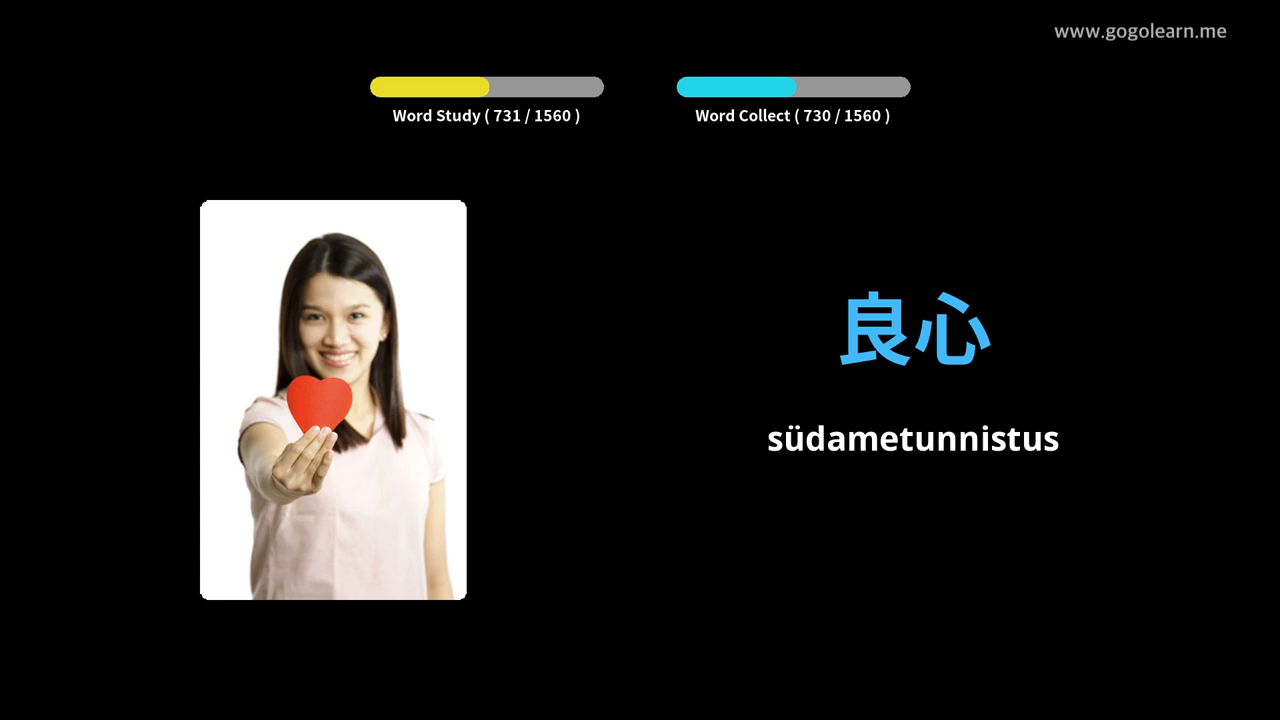 www.gogolearn.me
Word Study ( 731 / 1560 )
Word Collect ( 730 / 1560 )
良心
südametunnistus